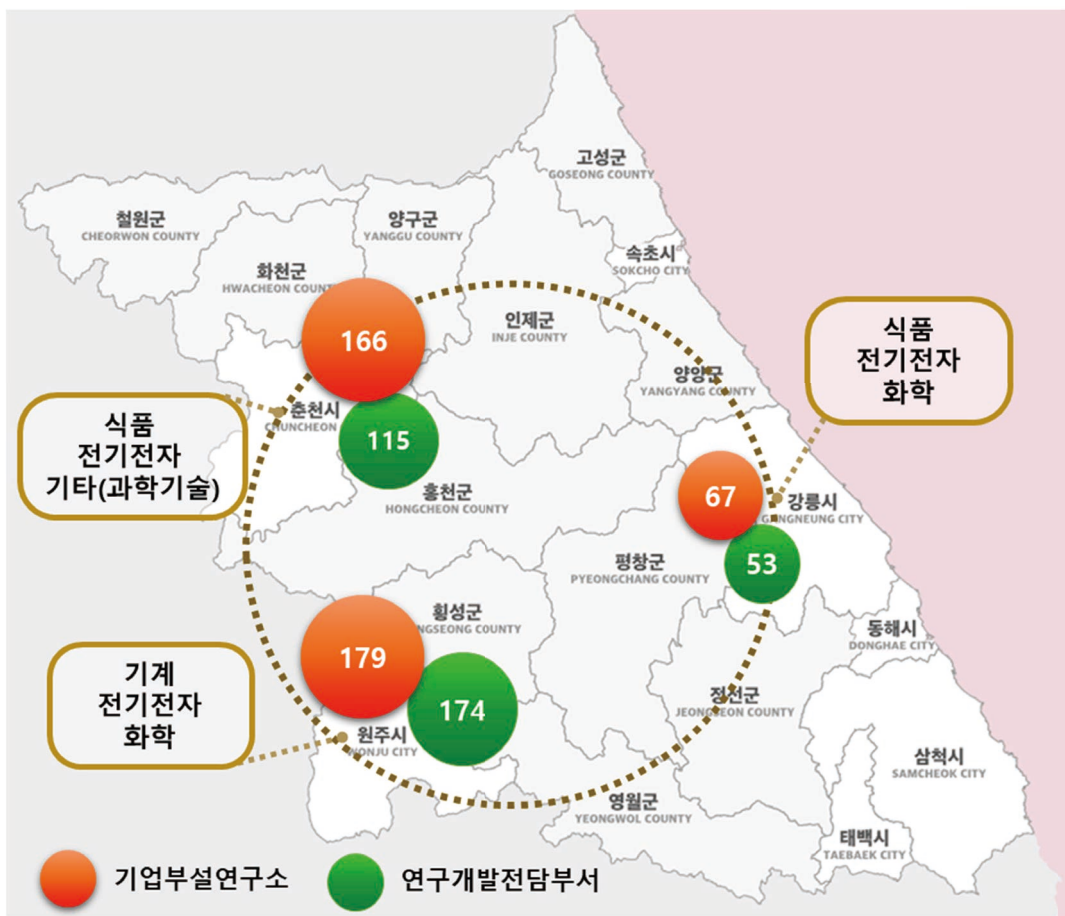 고성군
GOSEONG COUNTY
철원군
CHEORWON COUNTY
양구군
YANGGU COUNTY
속초시
SOKCHO CITY
화천군
HWACHEON COUNT
인제군
INJE COUNTY
양양군
YANGYANG COUNTY
166
식품
전기전자
화학
춘천시
CHUNCHEON
115
식품
전기전자
기타(과학기술)
홍천군
HONGCHEON COUNTY
67
강릉시
GANGNEUNG CITY
53
평창군
PYEONGCHANG COUNTY
횡성군
NGSEONG COUNTY
동해시
DONGHAE CITY
179
174
기계
전기전자
화학
정선군
JEONGSEON COUNTY
원주시
WONJU CITY
삼척시
SAMCHEOK CITY
영월군
YEONGWOL COUNTY
태백시
TAEBAEK CITY
기업부설연구소
연구개발전담부서